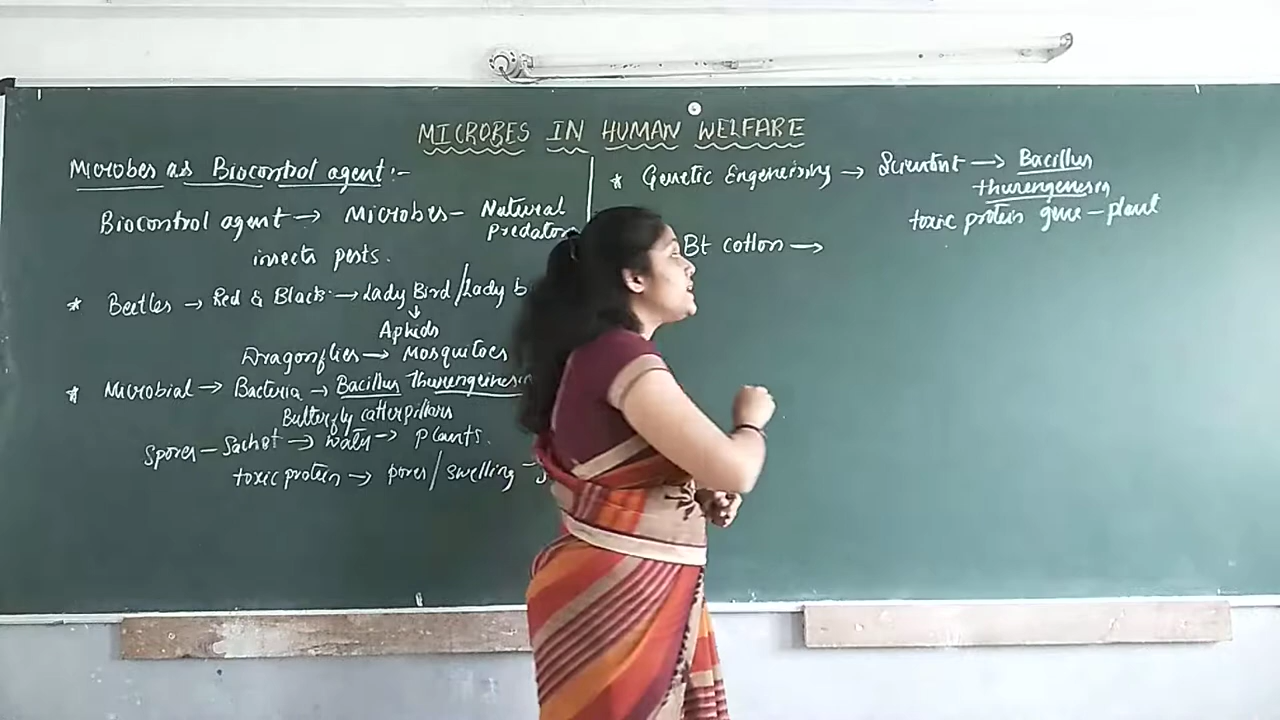 MICROBES IN HUMAN WELFARE
Microbes as Biocontrol agent :-
Biocontrol agent → Microbes - Natural
predator
insects pests.
* Beetles → Red & Black → Lady Bird / Lady b
↓
Aphids
Dragonflies → Mosquitoes
* Microbial → Bacteria → Bacillus
Butterfly catterpillars
Spores - Sachet → water → Plants.
toxic protein → pores / swelling -
* Genetic → Scientist → Bacillus
toxic protein gene - plant
Bt cotton →